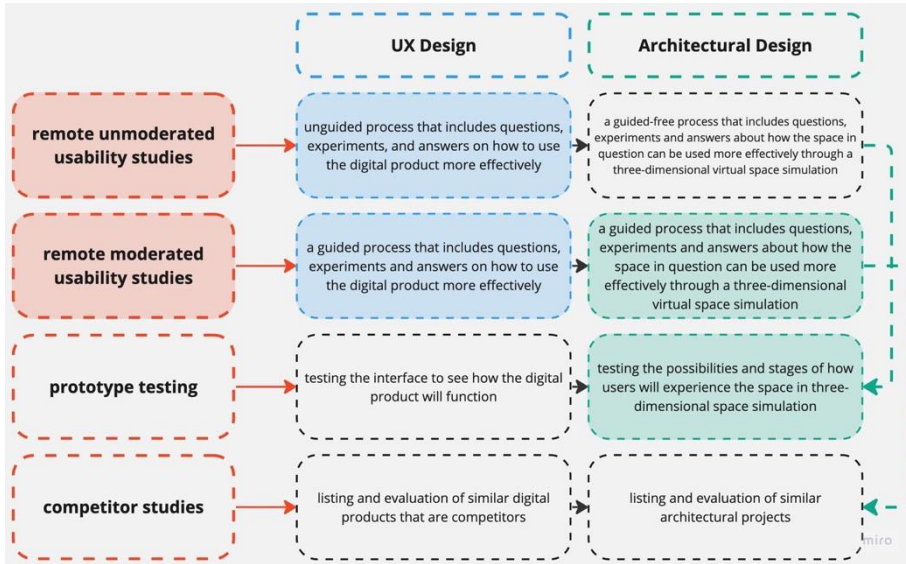 UX Design
Architectural Design
remote unmoderated
usability studies
unguided process that includes questions,
experiments, and answers on how to use
the digital product more effectively
a guided-free process that includes questions,
experiments and answers about how the space in
question can be used more effectively through a
three-dimensional virtual space simulation
remote moderated
usability studies
a guided process that includes questions,
experiments and answers on how to use
the digital product more effectively
a guided process that includes questions,
experiments and answers about how the
space in question can be used more
effectively through a three-dimensional
virtual space simulation
prototype testing
testing the interface to see how the digital
product will function
testing the possibilities and stages of how
users will experience the space in three-
dimensional space simulation
competitor studies
listing and evaluation of similar digital
products that are competitors
listing and evaluation of similar
architectural projects
miro